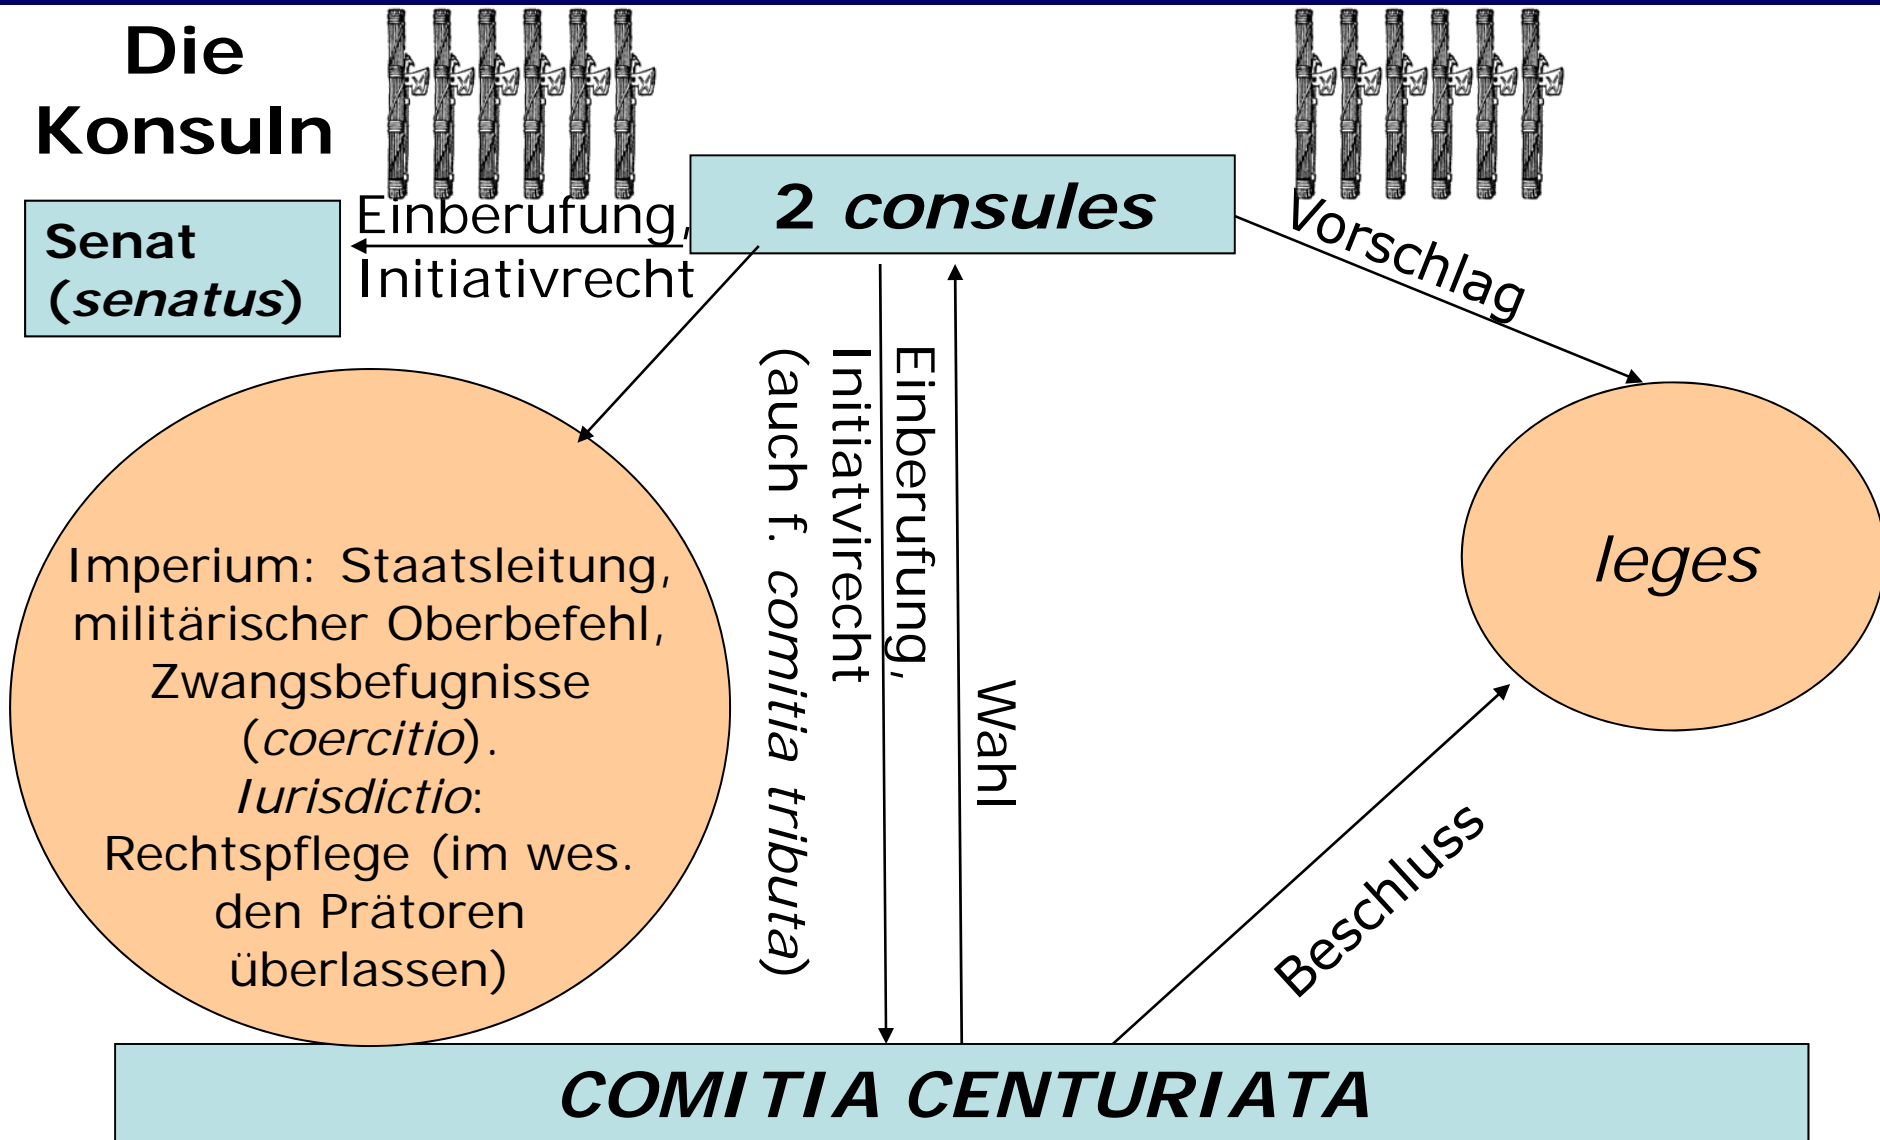 Die
Konsuln
2 consules
Senat
(senatus)
Einberufung,
Initiativrecht
Vorschlag
Einberufung,
Initiatvirecht
(auch f. comitia tributa)
Wahl
leges
Imperium: Staatsleitung,
militärischer Oberbefehl,
Zwangsbefugnisse
(coercitio).
Iurisdictio:
Rechtspflege (im wes.
den Prätoren
überlassen)
Beschluss
COMITIA CENTURIATA